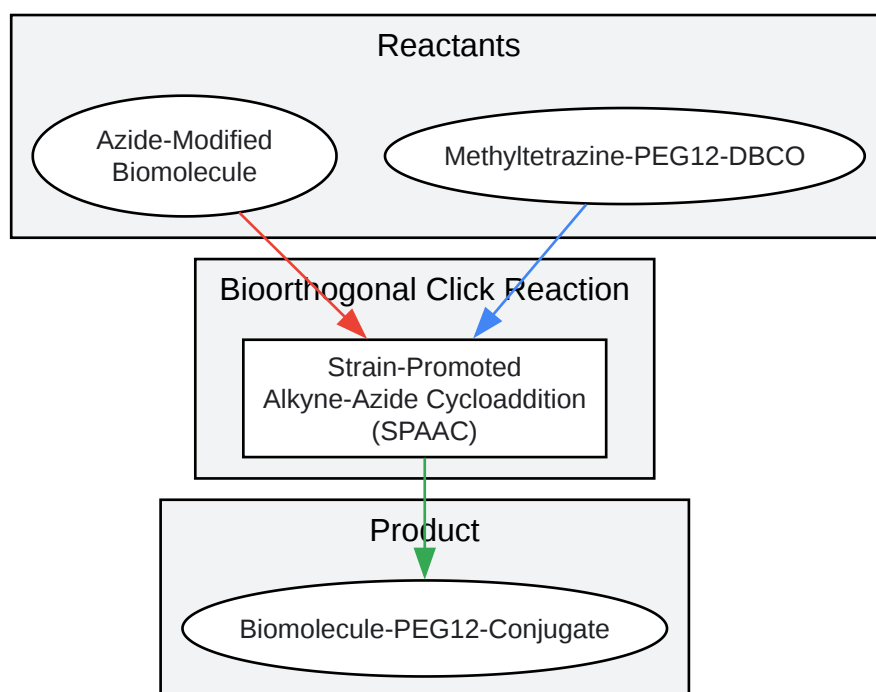 Reactants
Azide-Modified
Biomolecule
Methyltetrazine-PEG12-DBCO
Bioorthogonal Click Reaction
Strain-Promoted
Alkyne-Azide Cycloaddition
(SPAAC)
Product
Biomolecule-PEG12-Conjugate